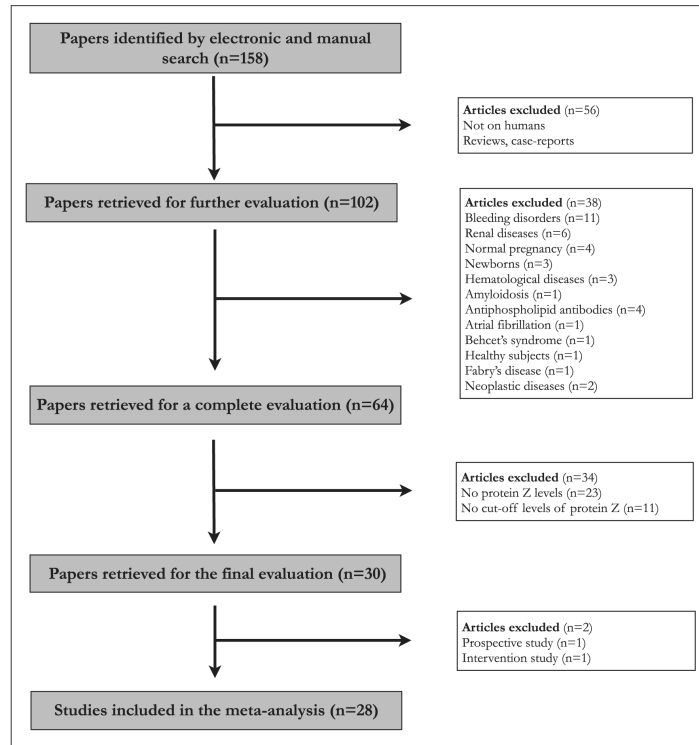 Papers identified by electronic and manual
search (n=158)
Articles excluded (n=56)
Not on humans
Reviews, case-reports
Papers retrieved for further evaluation (n=102)
Articles excluded (n=38)
Bleeding disorders (n=11)
Renal diseases (n=6)
Normal pregnancy (n=4)
Newborns (n=3)
Hematological diseases (n=3)
Amyloidosis (n=1)
Antiphospholipid antibodies (n=4)
Atrial fibrillation (n=1)
Behcet's syndrome (n=1)
Healthy subjects (n=1)
Fabry's disease (n=1)
Neoplastic diseases (n=2)
Papers retrieved for a complete evaluation (n=64)
Articles excluded (n=34)
No protein Z levels (n=23)
No cut-off levels of protein Z (n=11)
Papers retrieved for the final evaluation (n=30)
Articles excluded (n=2)
Prospective study (n=1)
Intervention study (n=1)
Studies included in the meta-analysis (n=28)